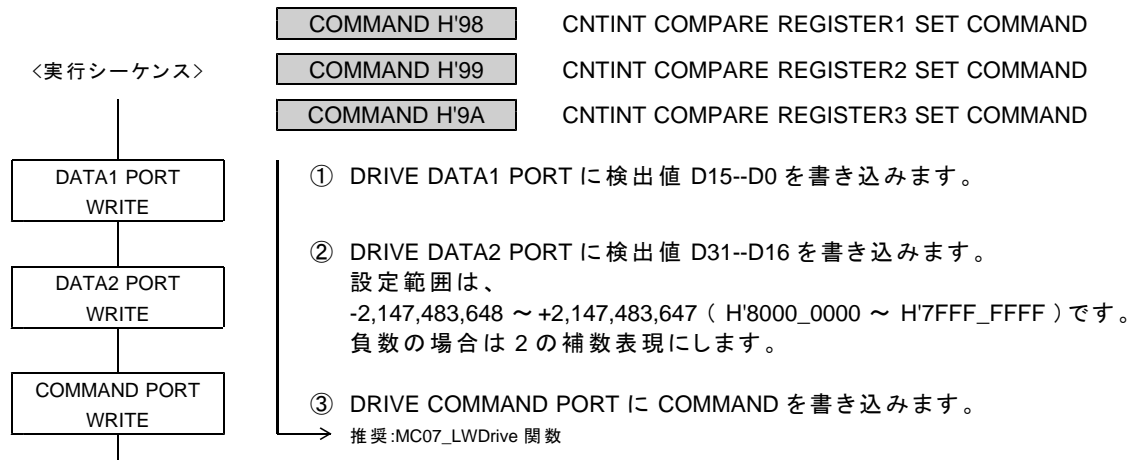 COMMAND H'98 CNTINT COMPARE REGISTER1 SET COMMAND
〈実行シーケンス〉
COMMAND H'99 CNTINT COMPARE REGISTER2 SET COMMAND
COMMAND H'9A CNTINT COMPARE REGISTER3 SET COMMAND
DATA1 PORT
WRITE
① DRIVE DATA1 PORT に検出値 D15--D0 を書き込みます。
DATA2 PORT
WRITE
② DRIVE DATA2 PORT に検出値 D31--D16 を書き込みます。
設定範囲は、
-2,147,483,648 ～ +2,147,483,647 ( H'8000_0000 ～ H'7FFF_FFFF ) です。
負数の場合は 2 の補数表現にします。
COMMAND PORT
WRITE
③ DRIVE COMMAND PORT に COMMAND を書き込みます。
推奨:MC07_LWDrive 関数